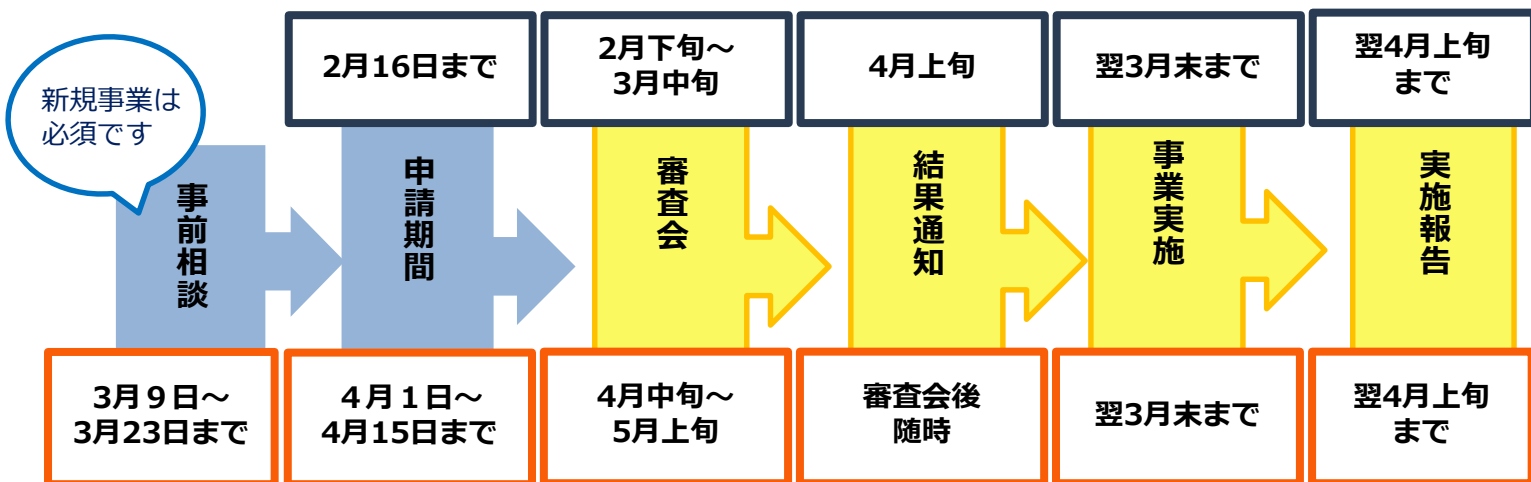 新規事業は
必須です
2月16日まで
2月下旬～
3月中旬
4月上旬
翌3月末まで
翌4月上旬
まで
事前相談
申請期間
審査会
結果通知
事業実施
実施報告
3月９日～
3月23日まで
４月１日～
4月15日まで
4月中旬～
5月上旬
審査会後
随時
翌3月末まで
翌4月上旬
まで